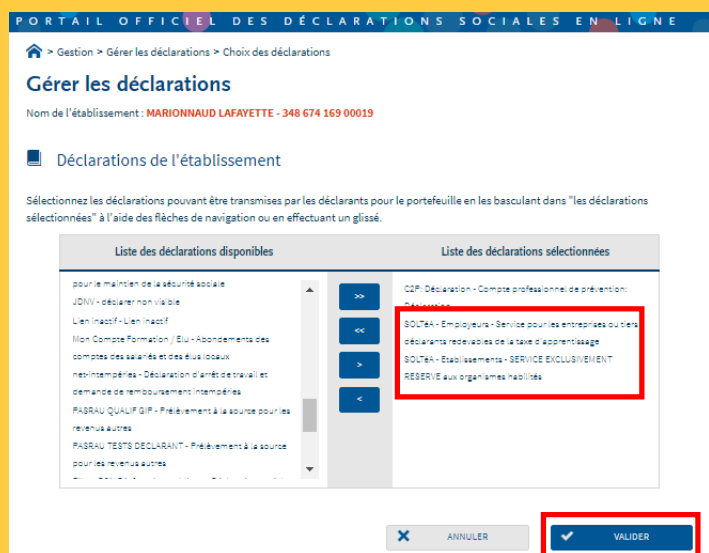 PORTAIL OFFICIEL DES DÉCLARATIONS SOCIALES EN LIGNE
> Gestion > Gérer les déclarations > Choix des déclarations
Gérer les déclarations
Nom de l'établissement : MARIONNAUD LAFAYETTE - 348 674 169 00019
Déclarations de l'établissement
Sélectionnez les déclarations pouvant être transmises par les déclarants pour le portefeuille en les basculant dans "les déclarations
sélectionnées" à l'aide des flèches de navigation ou en effectuant un glissé.
Liste des déclarations disponibles
pour le maintien de la sécurité sociale
JDNV - déclarer non visible
Lien inactif - Lien inactif
Mon Compte Formation / Elu - Abondements des
comptes des salariés et des élus locaux
net-intempéries - Déclaration d'arrêt de travail et
demande de remboursement intempéries
PASRAU QUALIF GIP - Prélèvement à la source pour les
revenus autres
PASRAU TESTS DECLARANT - Prélèvement à la source
pour les revenus autres
>>
<<
>
<
Liste des déclarations sélectionnées
C2P: Déclaration - Compte professionnel de prévention:
Déclaration
SOLTéA - Employeurs - Service pour les entreprises ou tiers
déclarants redevables de la taxe d'apprentissage
SOLTéA - Etablissements - SERVICE EXCLUSIVEMENT
RESERVE aux organismes habilités
ANNULER
VALIDER